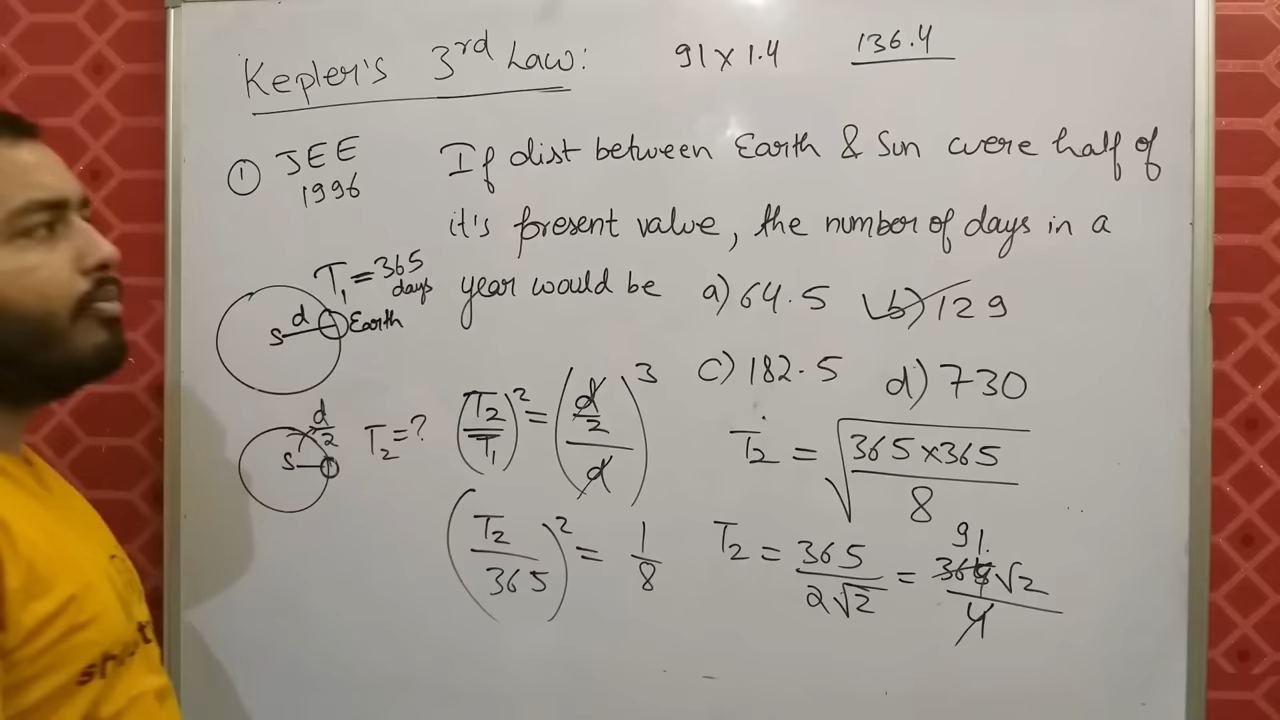 Kepler's 3rd Law: 91 x 1.4 136.4
① JEE 1996
If dist between Earth & Sun were half of
it's present value, the number of days in a
year would be a) 64.5 b) 129
c) 182.5 d) 730
T₁ = 365 days
S d Earth
d/2
S T₂ = ?
(T₂/T₁)² = (d/2/d)³
(T₂/365)² = 1/8
T₂ = √(365×365/8)
T₂ = 365/2√2 = 364√2/4 91.